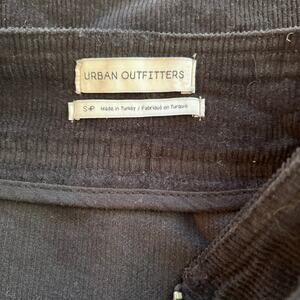 URBAN OUTFITTERS
S-P Made in Turkey / Fabriqué en Turquie